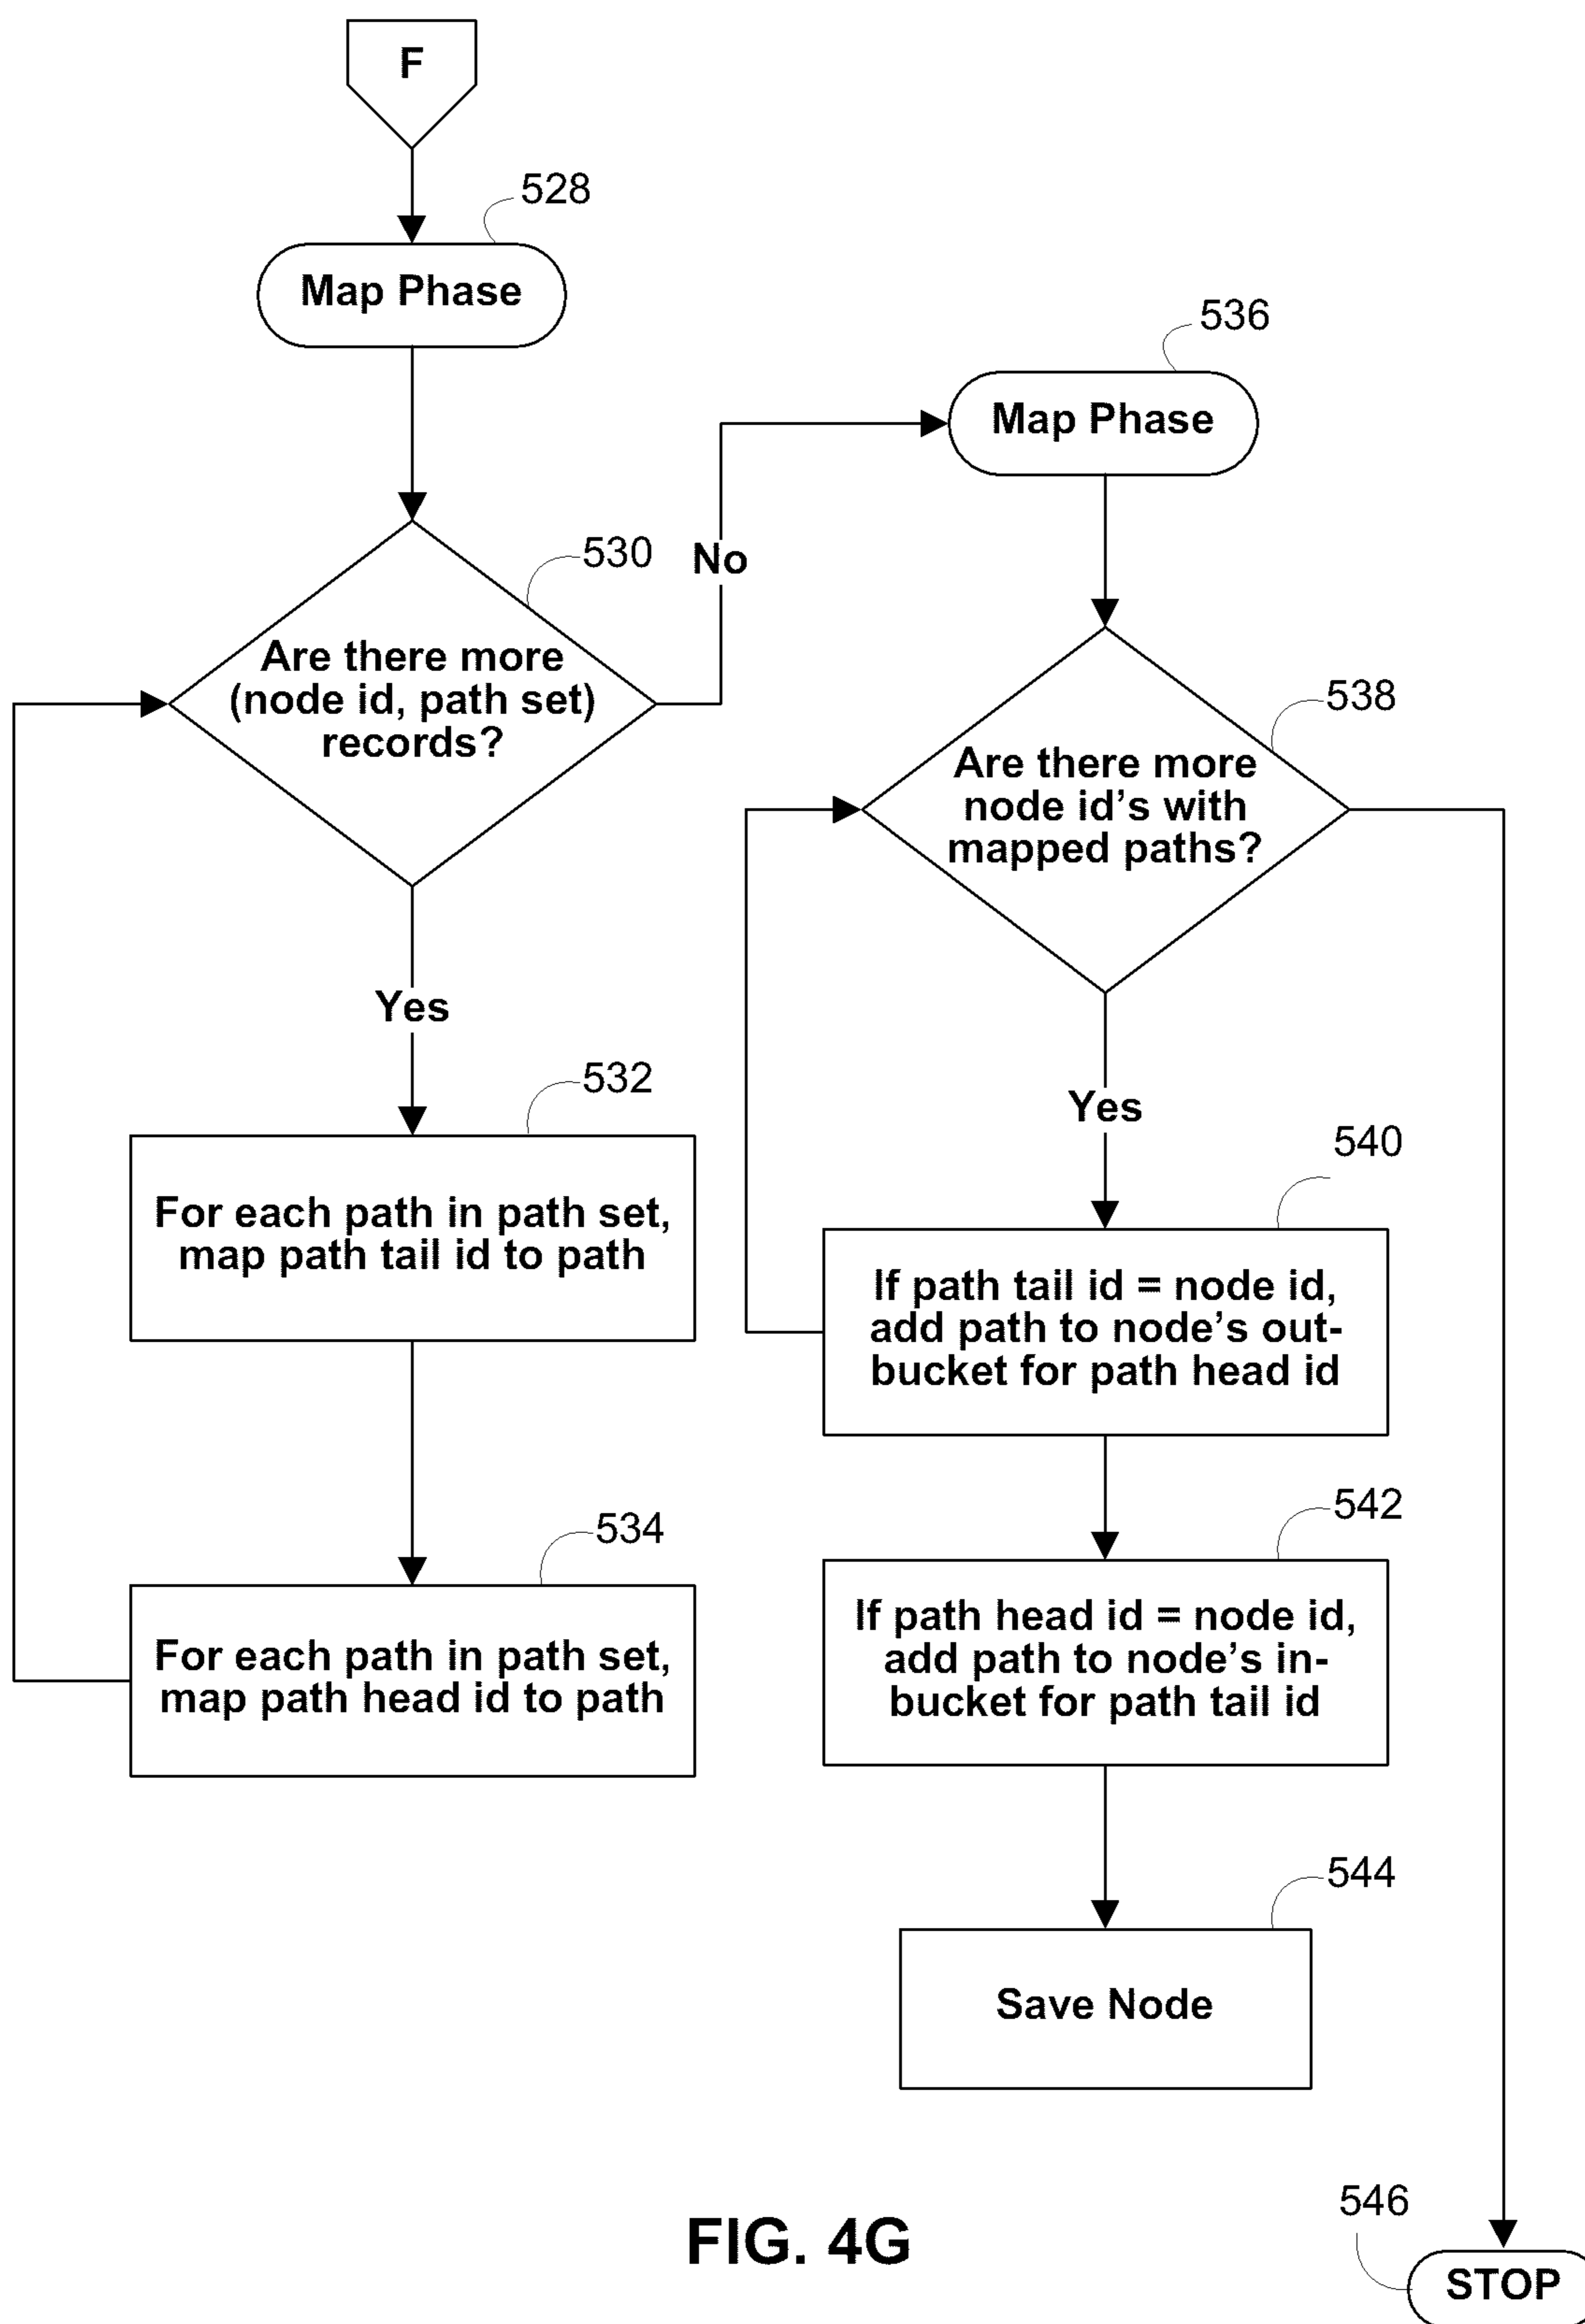 F
528
Map Phase
530
Are there more
(node id, path set)
records?
No
Yes
532
For each path in path set,
map path tail id to path
534
For each path in path set,
map path head id to path
536
Map Phase
538
Are there more
node id’s with
mapped paths?
Yes
540
If path tail id = node id,
add path to node’s out-
bucket for path head id
542
If path head id = node id,
add path to node’s in-
bucket for path tail id
544
Save Node
546
STOP
FIG. 4G